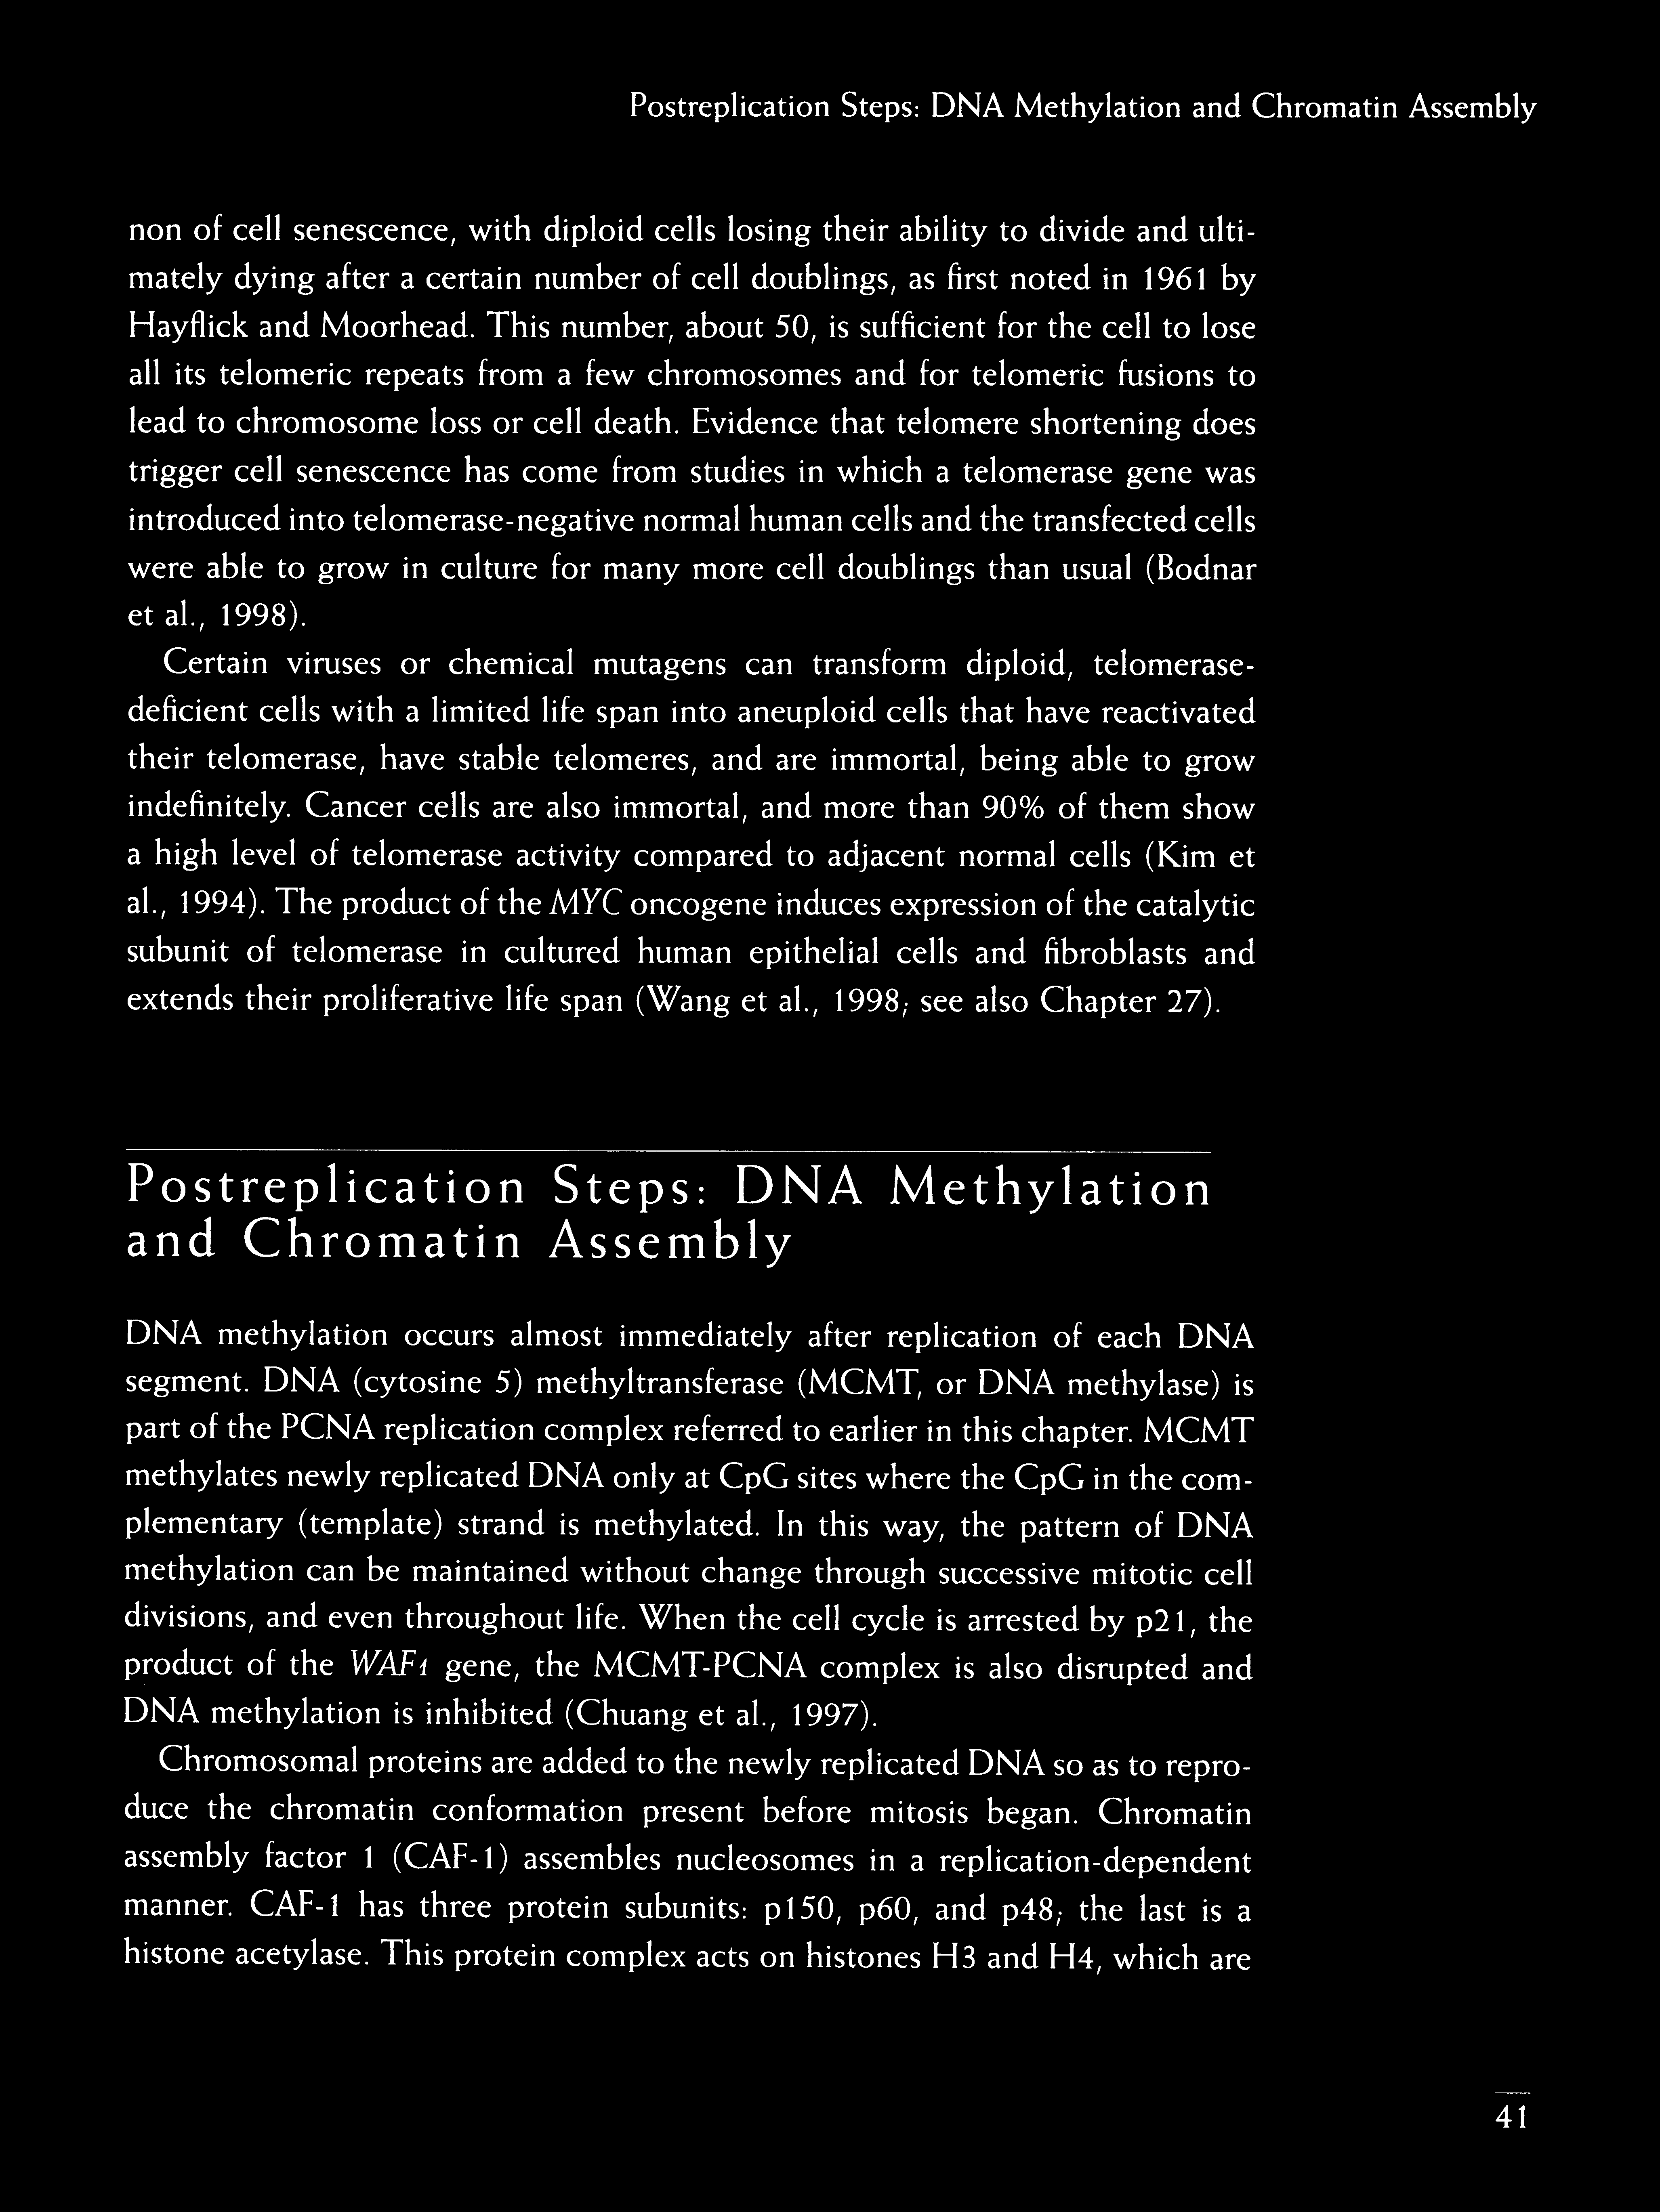 Postreplication Steps: DNA Methylation and Chromatin Assembly
non of cell senescence, with diploid cells losing their ability to divide and ulti-
mately dying after a certain number of cell doublings, as first noted in 1961 by
Hayflick and Moorhead. This number, about 50, is sufficient for the cell to lose
all its telomeric repeats from a few chromosomes and for telomeric fusions to
lead to chromosome loss or cell death. Evidence that telomere shortening does
trigger cell senescence has come from studies in which a telomerase gene was
introduced into telomerase-negative normal human cells and the transfected cells
were able to grow in culture for many more cell doublings than usual (Bodnar
et al., 1998).
Certain viruses or chemical mutagens can transform diploid, telomerase-
deficient cells with a limited life span into aneuploid cells that have reactivated
their telomerase, have stable telomeres, and are immortal, being able to grow
indefinitely. Cancer cells are also immortal, and more than 90% of them show
a high level of telomerase activity compared to adjacent normal cells (Kim et
al., 1994). The product of the MYC oncogene induces expression of the catalytic
subunit of telomerase in cultured human epithelial cells and fibroblasts and
extends their proliferative life span (Wang et al., 1998; see also Chapter 27).
Postreplication Steps: DNA Methylation
and Chromatin Assembly
DNA methylation occurs almost immediately after replication of each DNA
segment. DNA (cytosine 5) methyltransferase (MCMT, or DNA methylase) is
part of the PCNA replication complex referred to earlier in this chapter. MCMT
methylates newly replicated DNA only at CpG sites where the CpG in the com-
plementary (template) strand is methylated. In this way, the pattern of DNA
methylation can be maintained without change through successive mitotic cell
divisions, and even throughout life. When the cell cycle is arrested by p21, the
product of the WAF1 gene, the MCMT-PCNA complex is also disrupted and
DNA methylation is inhibited (Chuang et al., 1997).
Chromosomal proteins are added to the newly replicated DNA so as to repro-
duce the chromatin conformation present before mitosis began. Chromatin
assembly factor 1 (CAF-1) assembles nucleosomes in a replication-dependent
manner. CAF-1 has three protein subunits: p150, p60, and p48; the last is a
histone acetylase. This protein complex acts on histones H3 and H4, which are
41